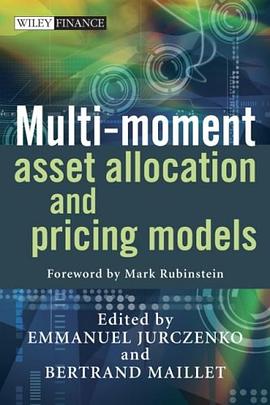 WILEY FINANCE
Multi-moment
asset allocation
and
pricing models
Foreword by Mark Rubinstein
Edited by
EMMANUEL JURCZENKO
and
BERTRAND MAILLET